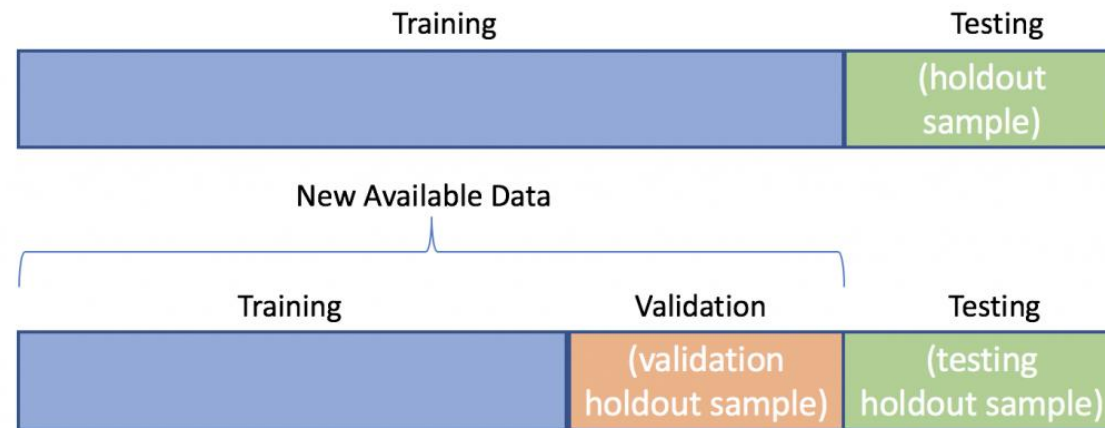 Training
Testing
(holdout
sample)
New Available Data
Training
Validation
Testing
(validation
holdout sample)
(testing
holdout sample)